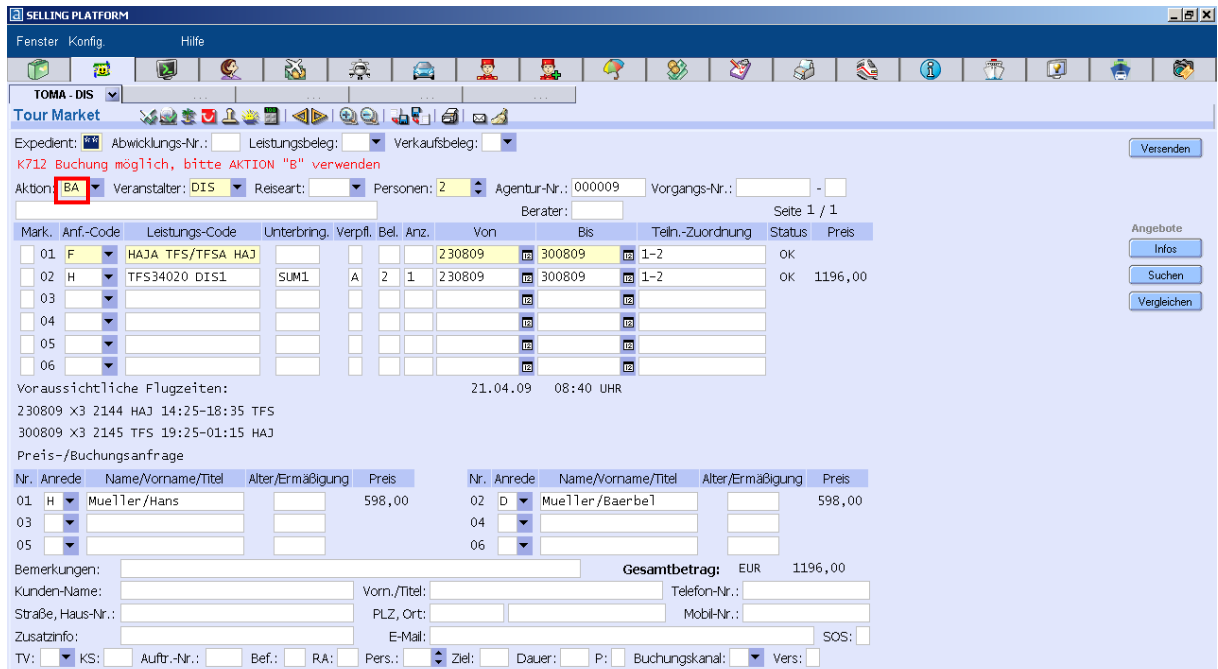 SELLING PLATFORM
Fenster Konfig. Hilfe
TOMA - DIS ... ... ... ...
Tour Market
Expedient: ** Abwicklungs-Nr.: Leistungsbeleg: Verkaufsbeleg: Versenden
K712 Buchung möglich, bitte AKTION "B" verwenden
Aktion: BA Veranstalter: DIS Reiseart: Personen: 2 Agentur-Nr.: 000009 Vorgangs-Nr.: -
Berater: Seite 1 / 1
Mark. Anf.-Code Leistungs-Code Unterbring. Verpfl. Bel. Anz. Von Bis Teiln.-Zuordnung Status Preis Angebote
01 F HAJA TFS/TFSA HAJ 230809 300809 1-2 OK Infos
02 H TFS34020 DIS1 SUM1 A 2 1 230809 300809 1-2 OK 1196,00 Suchen
03 Vergleichen
04
05
06
Voraussichtliche Flugzeiten: 21.04.09 08:40 UHR
230809 X3 2144 HAJ 14:25-18:35 TFS
300809 X3 2145 TFS 19:25-01:15 HAJ
Preis-/Buchungsanfrage
Nr. Anrede Name/Vorname/Titel Alter/Ermäßigung Preis Nr. Anrede Name/Vorname/Titel Alter/Ermäßigung Preis
01 H Mueller/Hans 598,00 02 D Mueller/Baerbel 598,00
03 04
05 06
Bemerkungen: Gesamtbetrag: EUR 1196,00
Kunden-Name: Vorn./Titel: Telefon-Nr.:
Straße, Haus-Nr.: PLZ, Ort: Mobil-Nr.:
Zusatzinfo: E-Mail: SOS:
TV: KS: Auftr.-Nr.: Bef.: RA: Pers.: Ziel: Dauer: P: Buchungskanal: Vers: